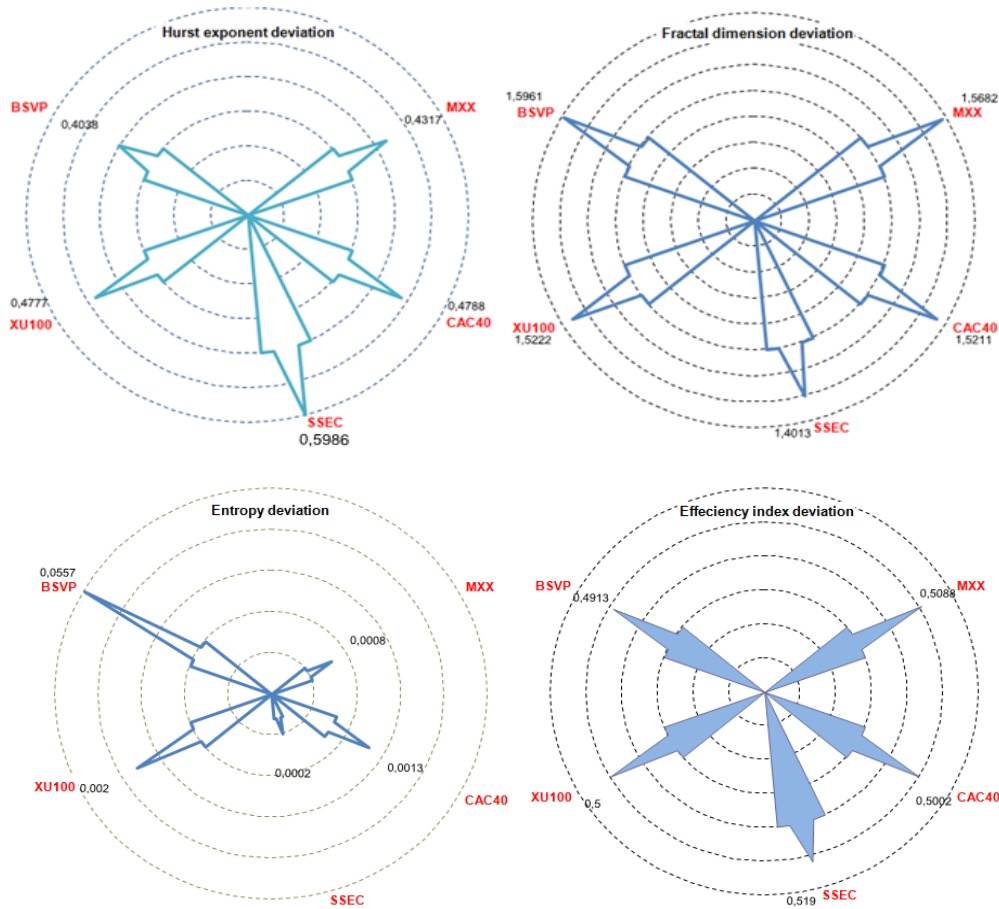 Hurst exponent deviation
BSVP
0,4038
MXX
0,4317
0,4777
XU100
0,4788
CAC40
SSEC
0,5986
Fractal dimension deviation
1,5961
BSVP
1,5682
MXX
XU100
1,5222
CAC40
1,5211
SSEC
1,4013
Entropy deviation
0,0557
BSVP
MXX
0,0008
XU100
0,002
0,0002
0,0013
CAC40
SSEC
Effeciency index deviation
BSVP
0,4913
MXX
0,5088
XU100
0,5
0,5002
CAC40
SSEC
0,519